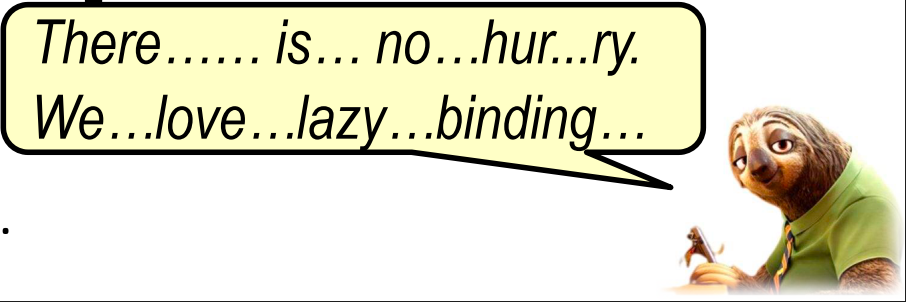 There…… is… no…hur...ry.
We…love…lazy…binding…
.